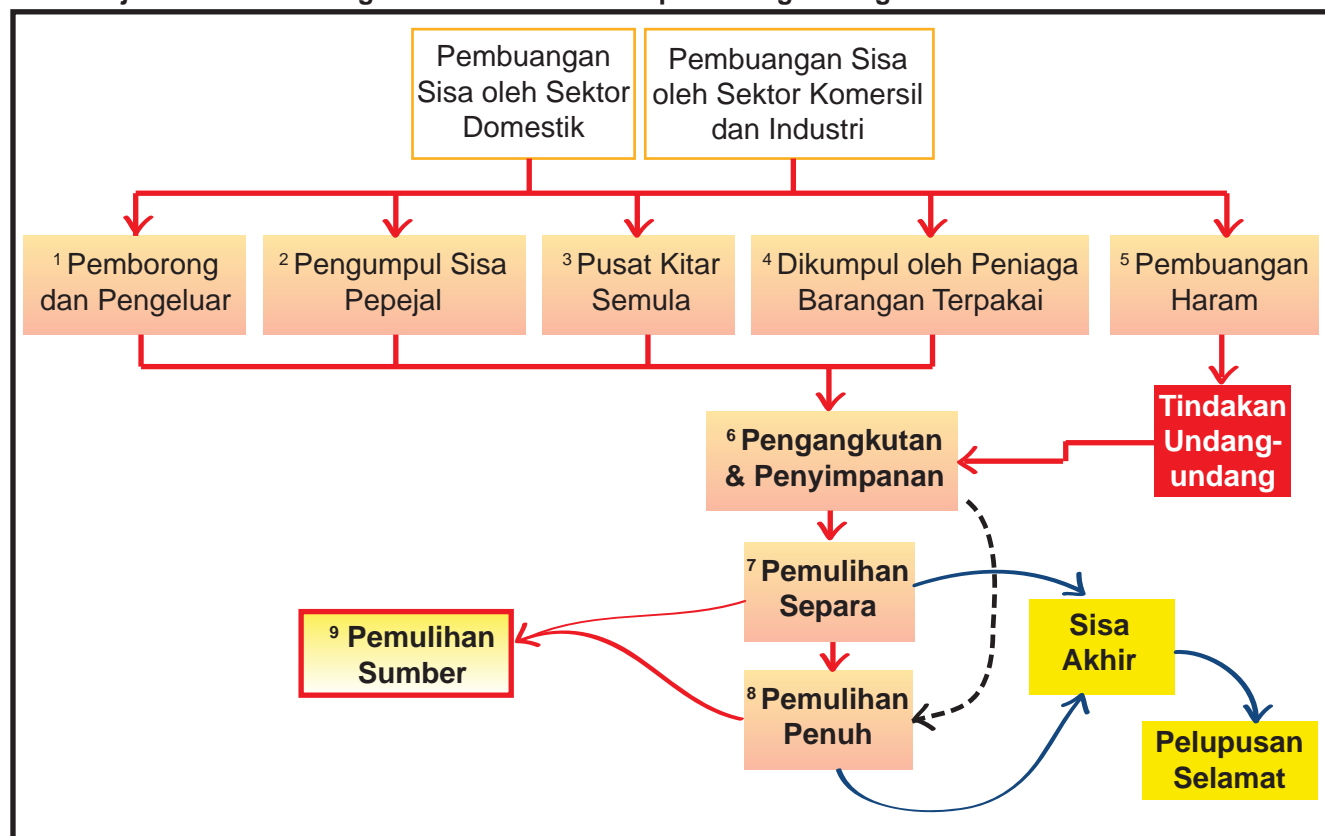 Pembuangan
Sisa oleh Sektor
Domestik
Pembuangan Sisa
oleh Sektor Komersil
dan Industri
1 Pemborong
dan Pengeluar
2 Pengumpul Sisa
Pepejal
3 Pusat Kitar
Semula
4 Dikumpul oleh Peniaga
Barangan Terpakai
5 Pembuangan
Haram
Tindakan
Undang-
undang
6 Pengangkutan
& Penyimpanan
7 Pemulihan
Separa
9 Pemulihan
Sumber
8 Pemulihan
Penuh
Sisa
Akhir
Pelupusan
Selamat